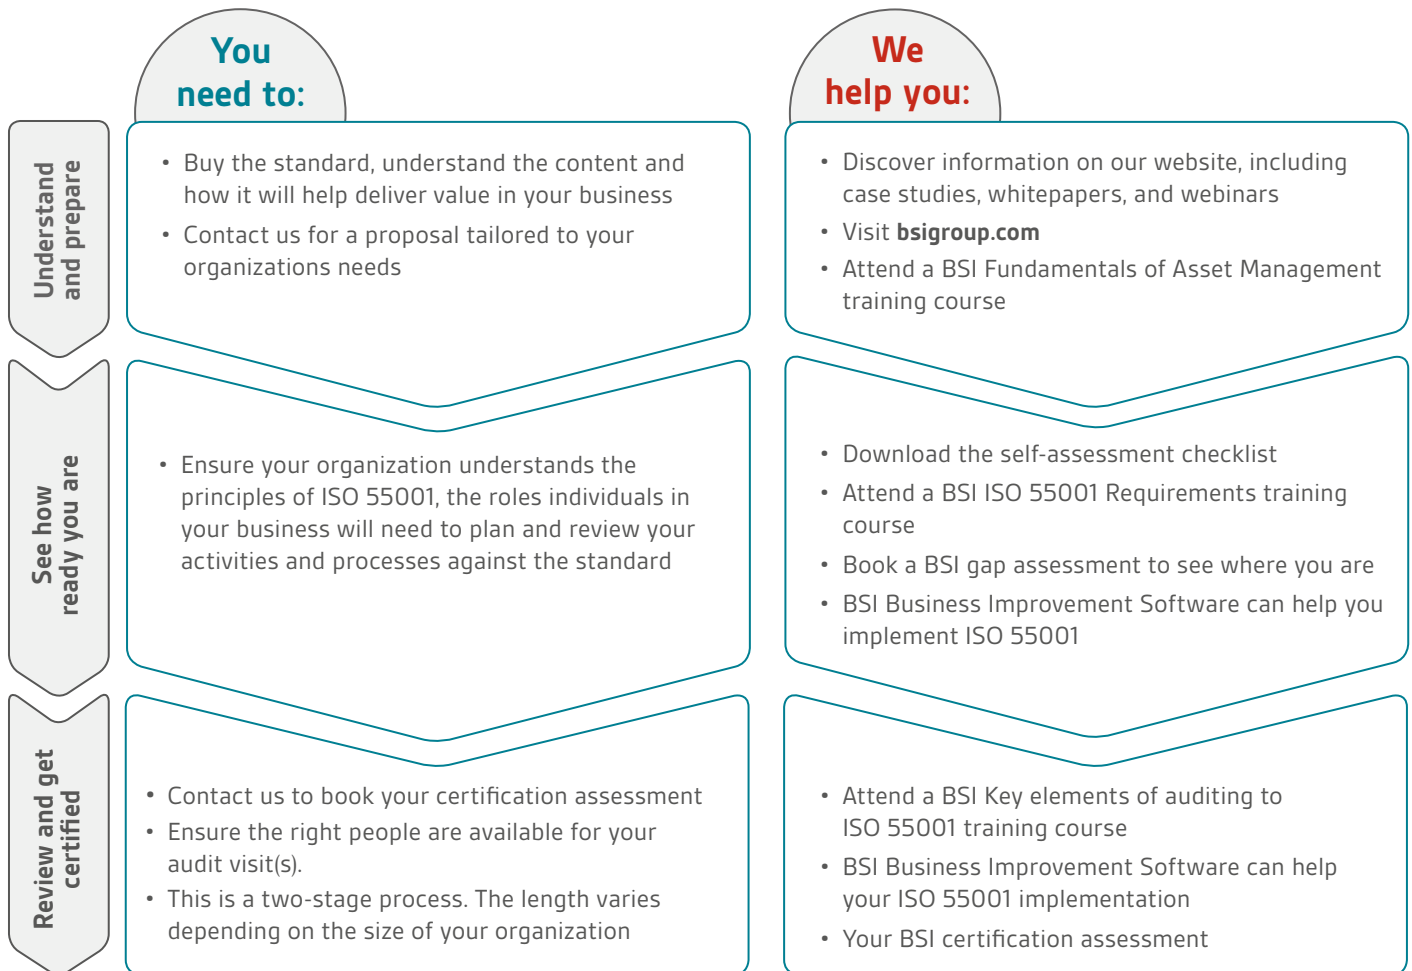 You
need to:
We
help you:
Understand
and prepare
• Buy the standard, understand the content and
how it will help deliver value in your business
• Contact us for a proposal tailored to your
organizations needs
• Discover information on our website, including
case studies, whitepapers, and webinars
• Visit bsigroup.com
• Attend a BSI Fundamentals of Asset Management
training course
See how
ready you are
• Ensure your organization understands the
principles of ISO 55001, the roles individuals in
your business will need to plan and review your
activities and processes against the standard
• Download the self-assessment checklist
• Attend a BSI ISO 55001 Requirements training
course
• Book a BSI gap assessment to see where you are
• BSI Business Improvement Software can help you
implement ISO 55001
Review and get
certified
• Contact us to book your certification assessment
• Ensure the right people are available for your
audit visit(s).
• This is a two-stage process. The length varies
depending on the size of your organization
• Attend a BSI Key elements of auditing to
ISO 55001 training course
• BSI Business Improvement Software can help
your ISO 55001 implementation
• Your BSI certification assessment